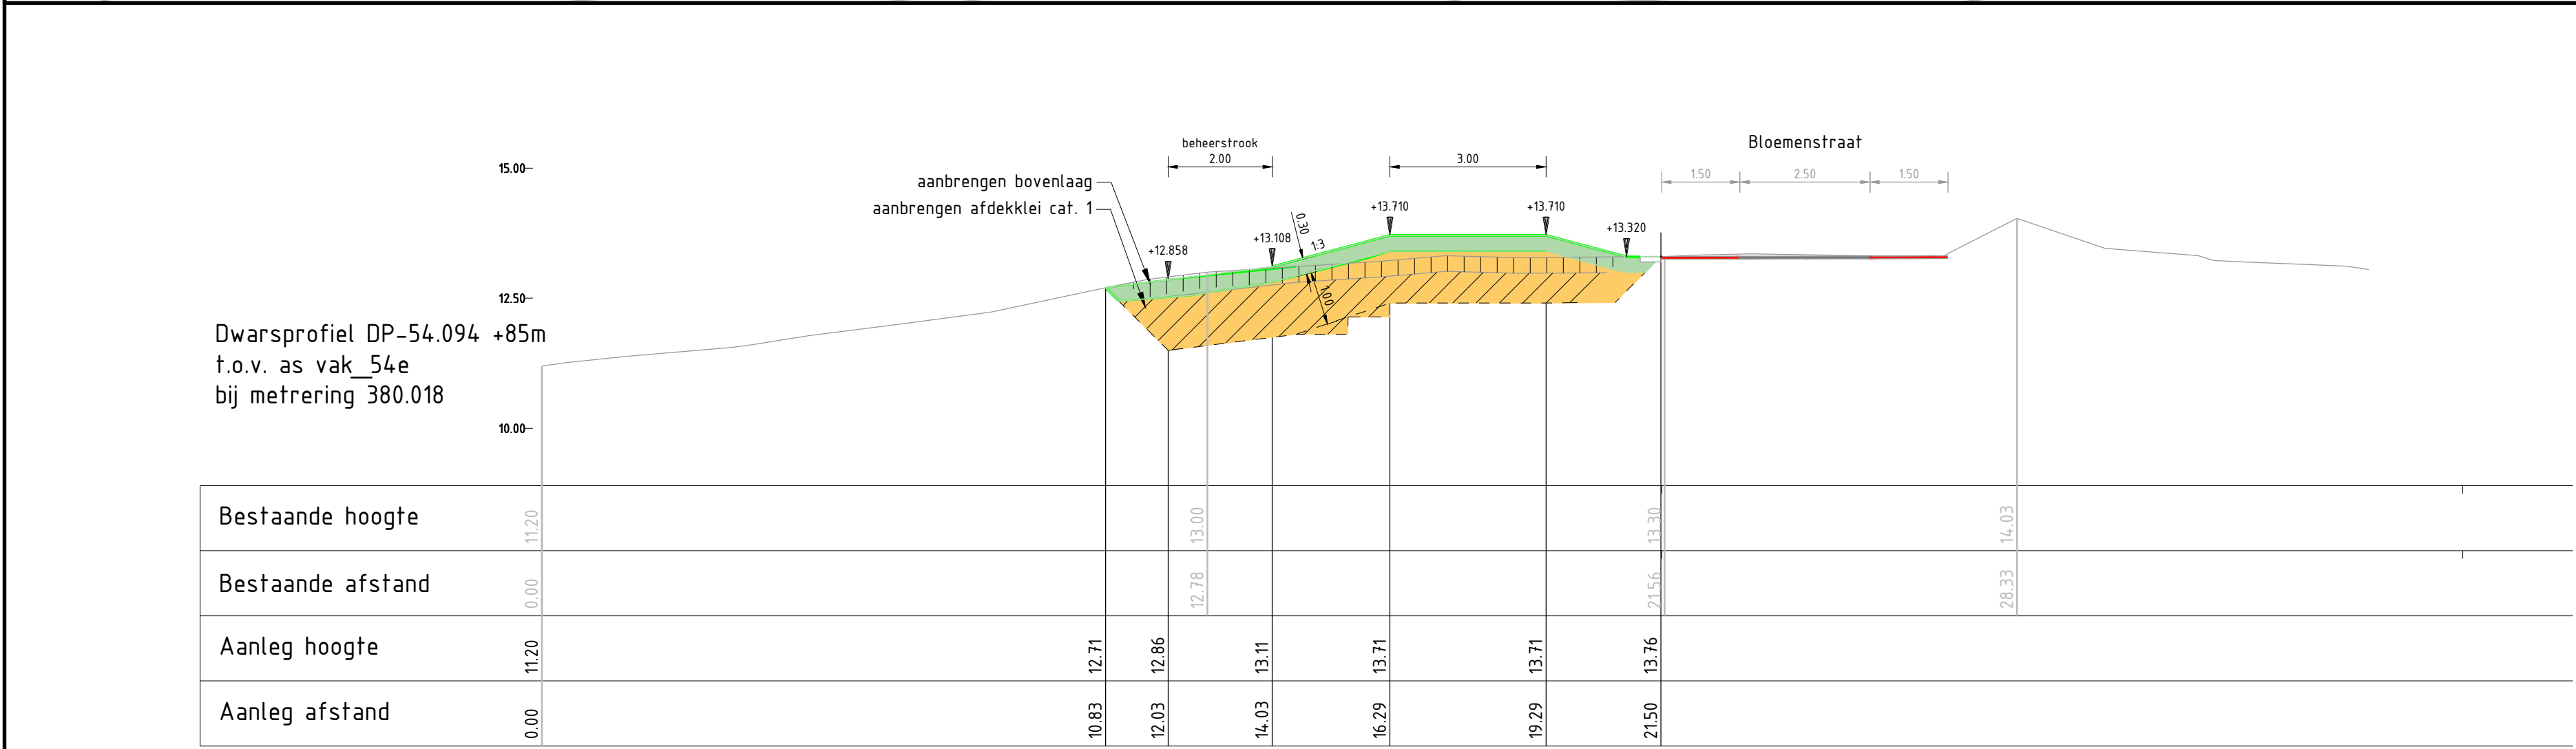 beheerstrook
2.00
3.00
Bloemenstraat
1.50
2.50
1.50
15.00
aanbrengen bovenlaag
aanbrengen afdekklei cat. 1
+12.858
+13.108
0.30
1:3
+13.710
+13.710
+13.320
1.00
12.50
10.00
Dwarsprofiel DP-54.094 +85m
t.o.v. as vak_54e
bij metrering 380.018
Bestaande hoogte 11.20 13.00 13.30 14.03
Bestaande afstand 0.00 12.78 21.56 28.33
Aanleg hoogte 11.20 12.71 12.86 13.11 13.71 13.71 13.76
Aanleg afstand 0.00 10.83 12.03 14.03 16.29 19.29 21.50